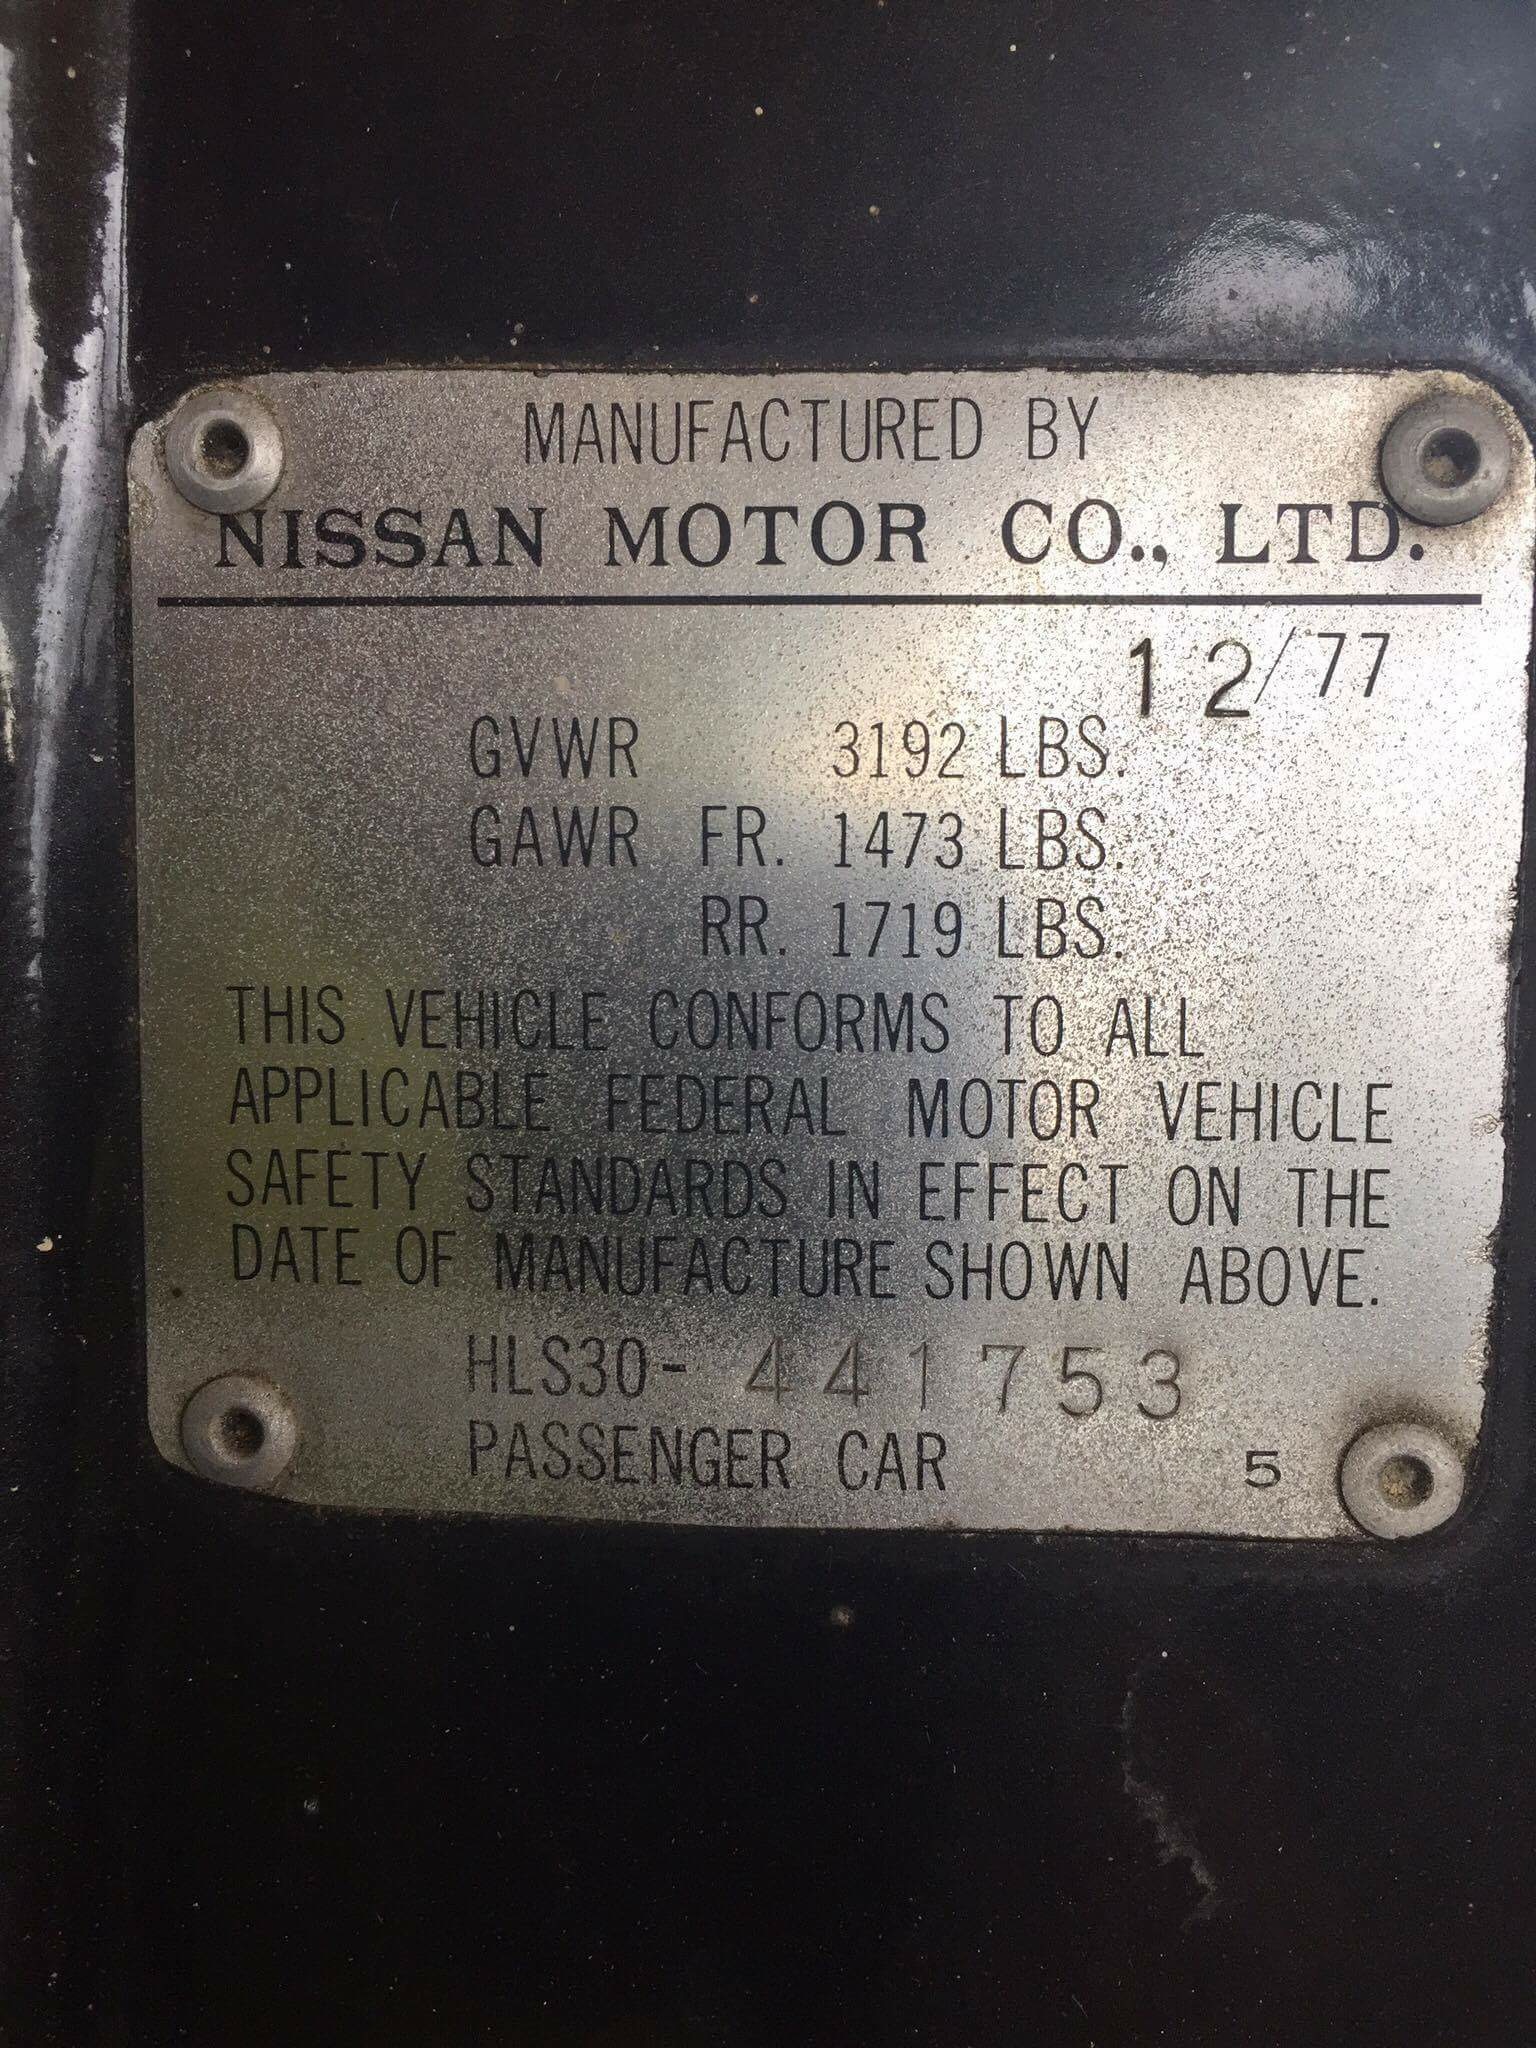 MANUFACTURED BY
NISSAN MOTOR CO., LTD.
12/77
GVWR 3192 LBS.
GAWR FR. 1473 LBS.
RR. 1719 LBS.
THIS VEHICLE CONFORMS TO ALL
APPLICABLE FEDERAL MOTOR VEHICLE
SAFETY STANDARDS IN EFFECT ON THE
DATE OF MANUFACTURE SHOWN ABOVE.
HLS30-441753
PASSENGER CAR 5